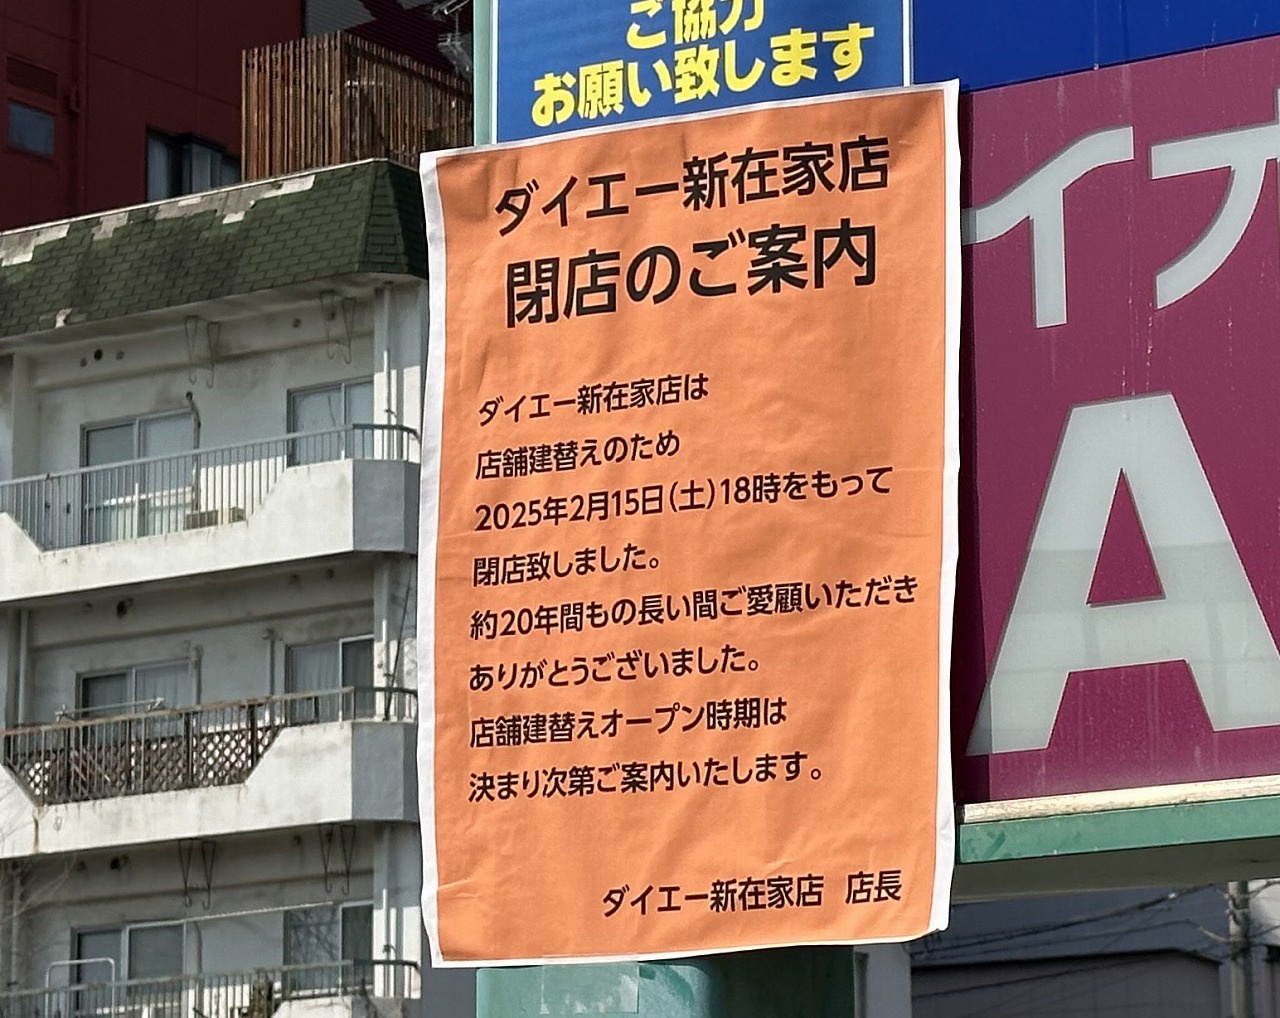 ご協力
お願い致します
ダイエー新在家店
閉店のご案内
ダイエー新在家店は
店舗建替えのため
2025年2月15日(土)18時をもって
閉店致しました。
約20年間もの長い間ご愛顧いただき
ありがとうございました。
店舗建替えオープン時期は
決まり次第ご案内いたします。
ダイエー新在家店 店長
イオ
A